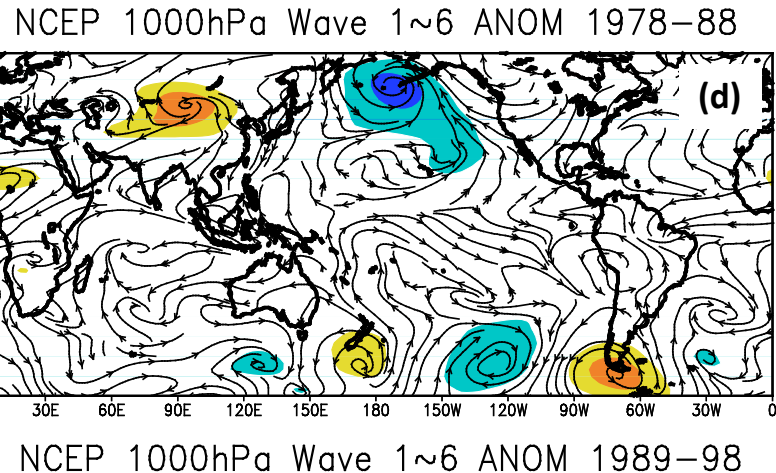 NCEP 1000hPa Wave 1~6 ANOM 1978-88
(d)
30E 60E 90E 120E 150E 180 150W 120W 90W 60W 30W 0
NCEP 1000hPa Wave 1~6 ANOM 1989-98